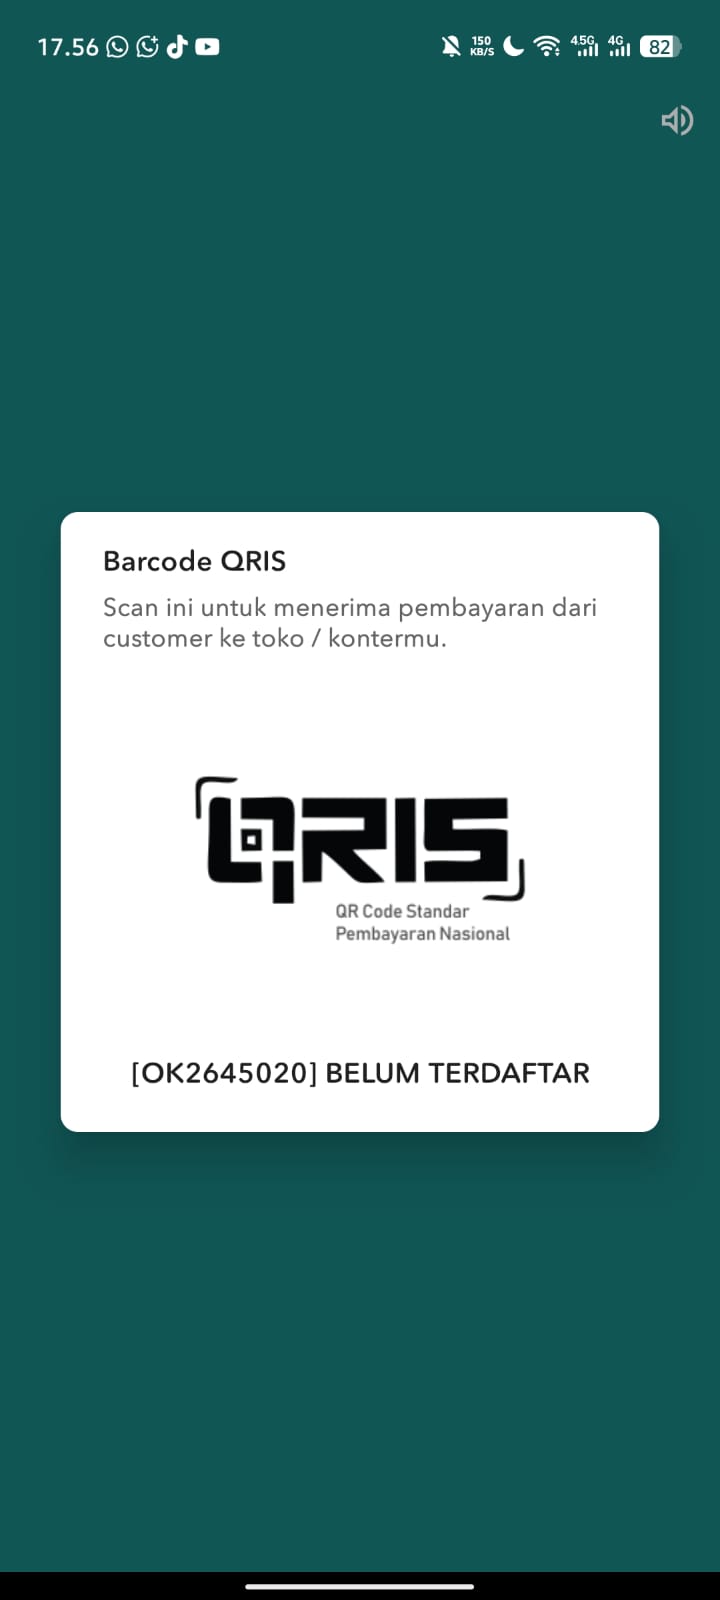 17.56
150
KB/S
4.5G
4G
82
Barcode QRIS
Scan ini untuk menerima pembayaran dari
customer ke toko / kontermu.
QRIS
QR Code Standar
Pembayaran Nasional
[OK2645020] BELUM TERDAFTAR